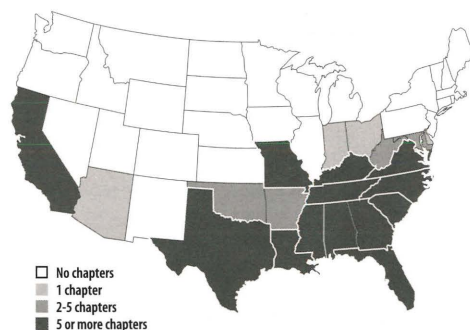 No chapters
1 chapter
2-5 chapters
5 or more chapters